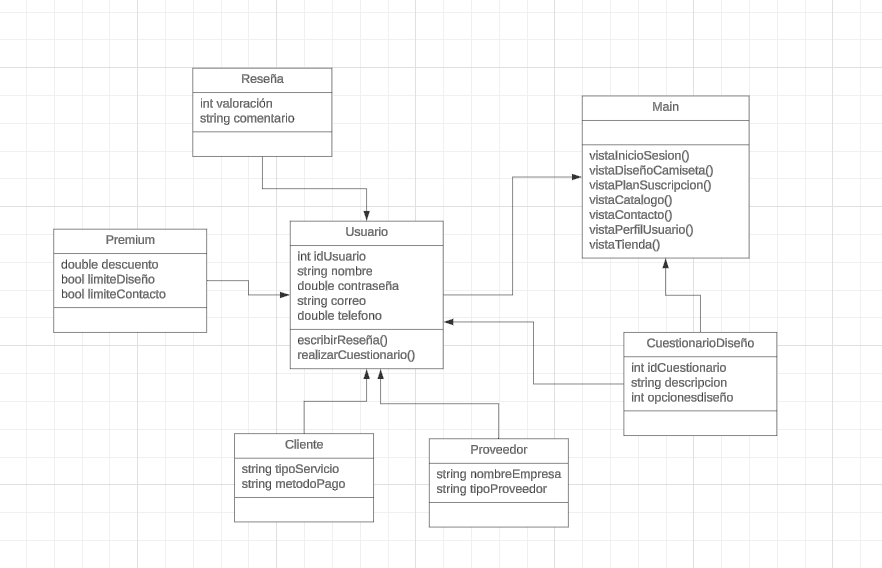 Reseña
int valoración
string comentario
Main
vistaInicioSesion()
vistaDiseñoCamiseta()
vistaPlanSuscripcion()
vistaCatalogo()
vistaContacto()
vistaPerfilUsuario()
vistaTienda()
Premium
double descuento
bool limiteDiseño
bool limiteContacto
Usuario
int idUsuario
string nombre
double contraseña
string correo
double telefono
escribirReseña()
realizarCuestionario()
CuestionarioDiseño
int idCuestionario
string descripcion
int opcionesdiseño
Cliente
string tipoServicio
string metodoPago
Proveedor
string nombreEmpresa
string tipoProveedor